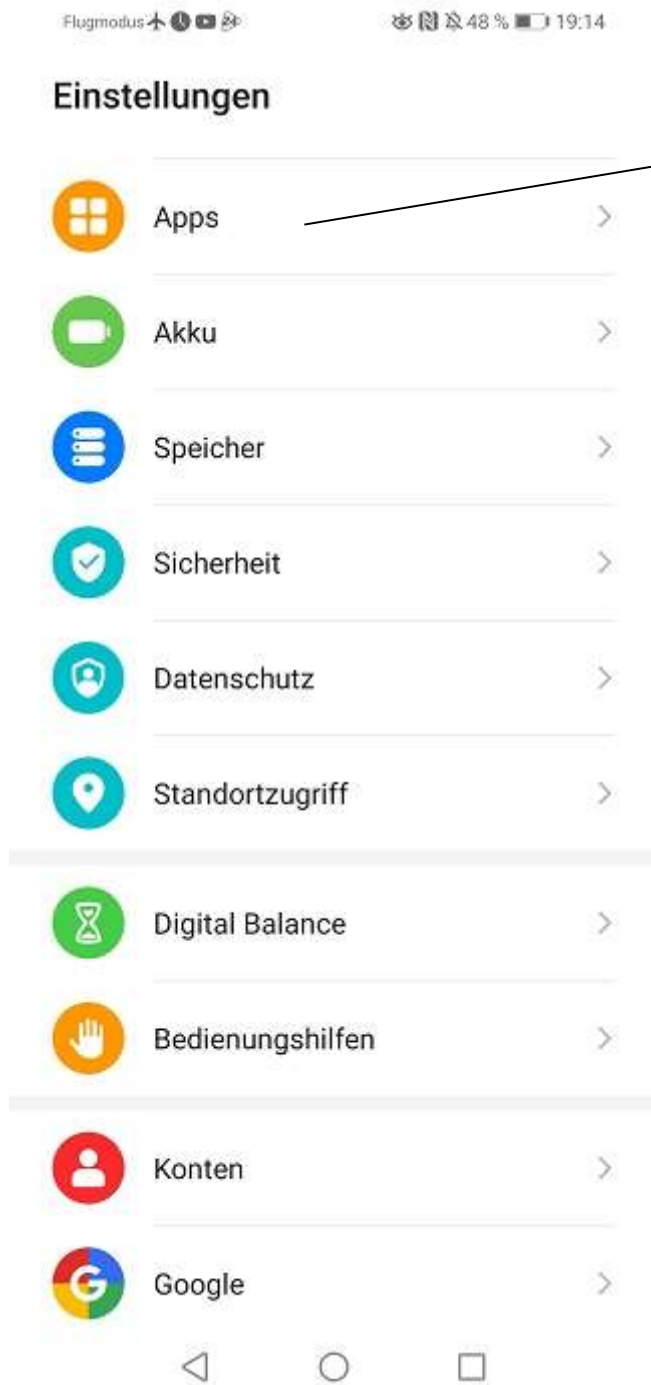 Flugmodus 48 % 19:14
Einstellungen
Apps
Akku
Speicher
Sicherheit
Datenschutz
Standortzugriff
Digital Balance
Bedienungshilfen
Konten
Google